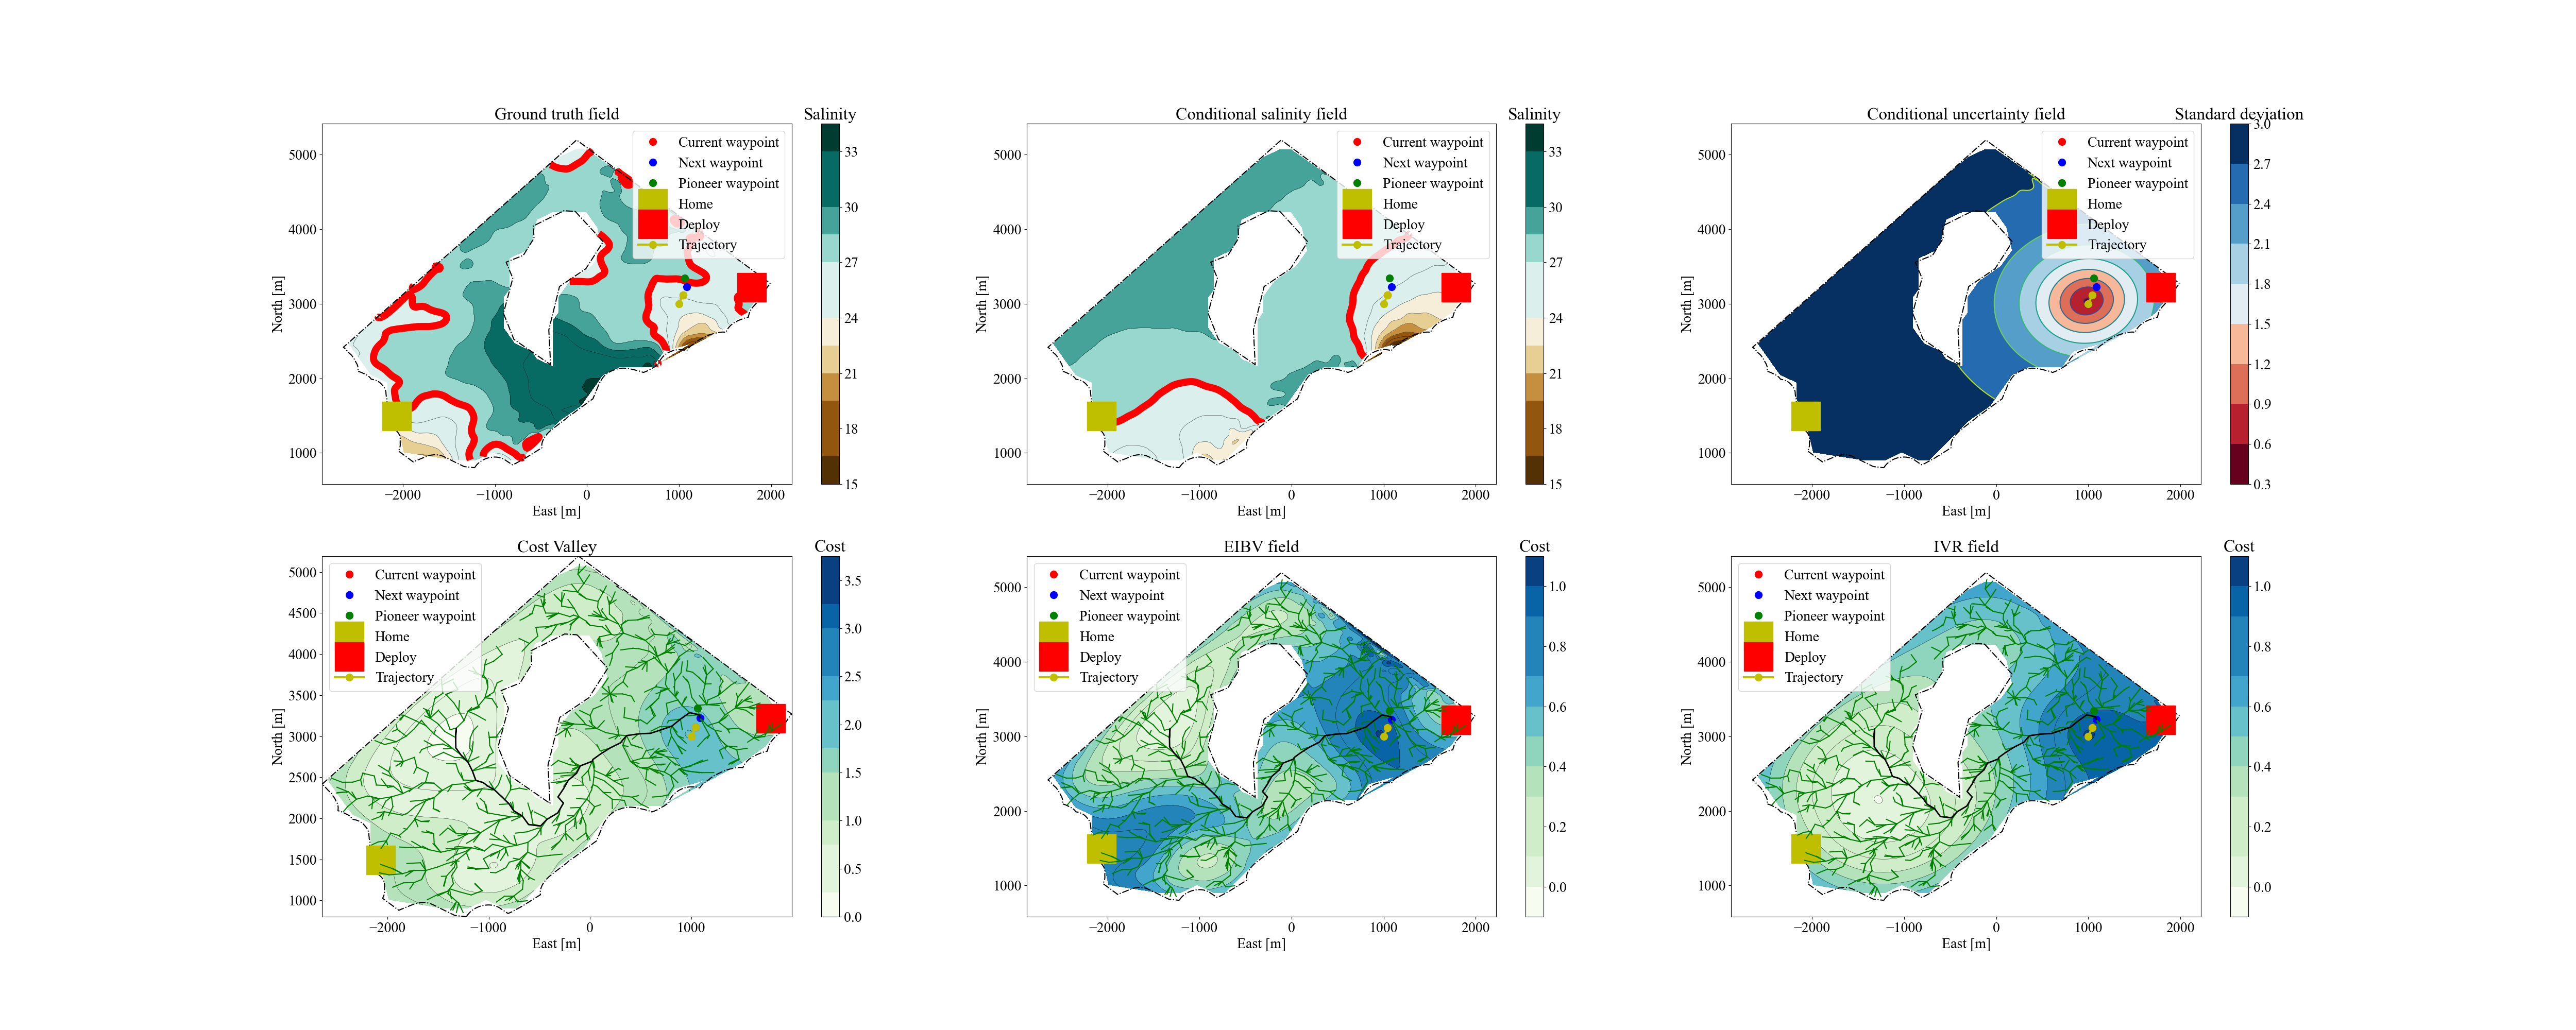 Ground truth field
Salinity
Current waypoint
Next waypoint
Pioneer waypoint
Home
Deploy
Trajectory
5000
4000
3000
2000
1000
North [m]
−2000 −1000 0 1000 2000
East [m]
33
30
27
24
21
18
15
Conditional salinity field
Salinity
Current waypoint
Next waypoint
Pioneer waypoint
Home
Deploy
Trajectory
5000
4000
3000
2000
1000
North [m]
−2000 −1000 0 1000 2000
East [m]
33
30
27
24
21
18
15
Conditional uncertainty field
Standard deviation
Current waypoint
Next waypoint
Pioneer waypoint
Home
Deploy
Trajectory
5000
4000
3000
2000
1000
North [m]
−2000 −1000 0 1000 2000
East [m]
3.0
2.7
2.4
2.1
1.8
1.5
1.2
0.9
0.6
0.3
Cost Valley
Cost
Current waypoint
Next waypoint
Pioneer waypoint
Home
Deploy
Trajectory
5000
4500
4000
3500
3000
2500
2000
1500
1000
North [m]
−2000 −1000 0 1000
East [m]
3.5
3.0
2.5
2.0
1.5
1.0
0.5
0.0
EIBV field
Cost
Current waypoint
Next waypoint
Pioneer waypoint
Home
Deploy
Trajectory
5000
4000
3000
2000
1000
North [m]
−2000 −1000 0 1000 2000
East [m]
1.0
0.8
0.6
0.4
0.2
0.0
IVR field
Cost
Current waypoint
Next waypoint
Pioneer waypoint
Home
Deploy
Trajectory
5000
4000
3000
2000
1000
North [m]
−2000 −1000 0 1000 2000
East [m]
1.0
0.8
0.6
0.4
0.2
0.0